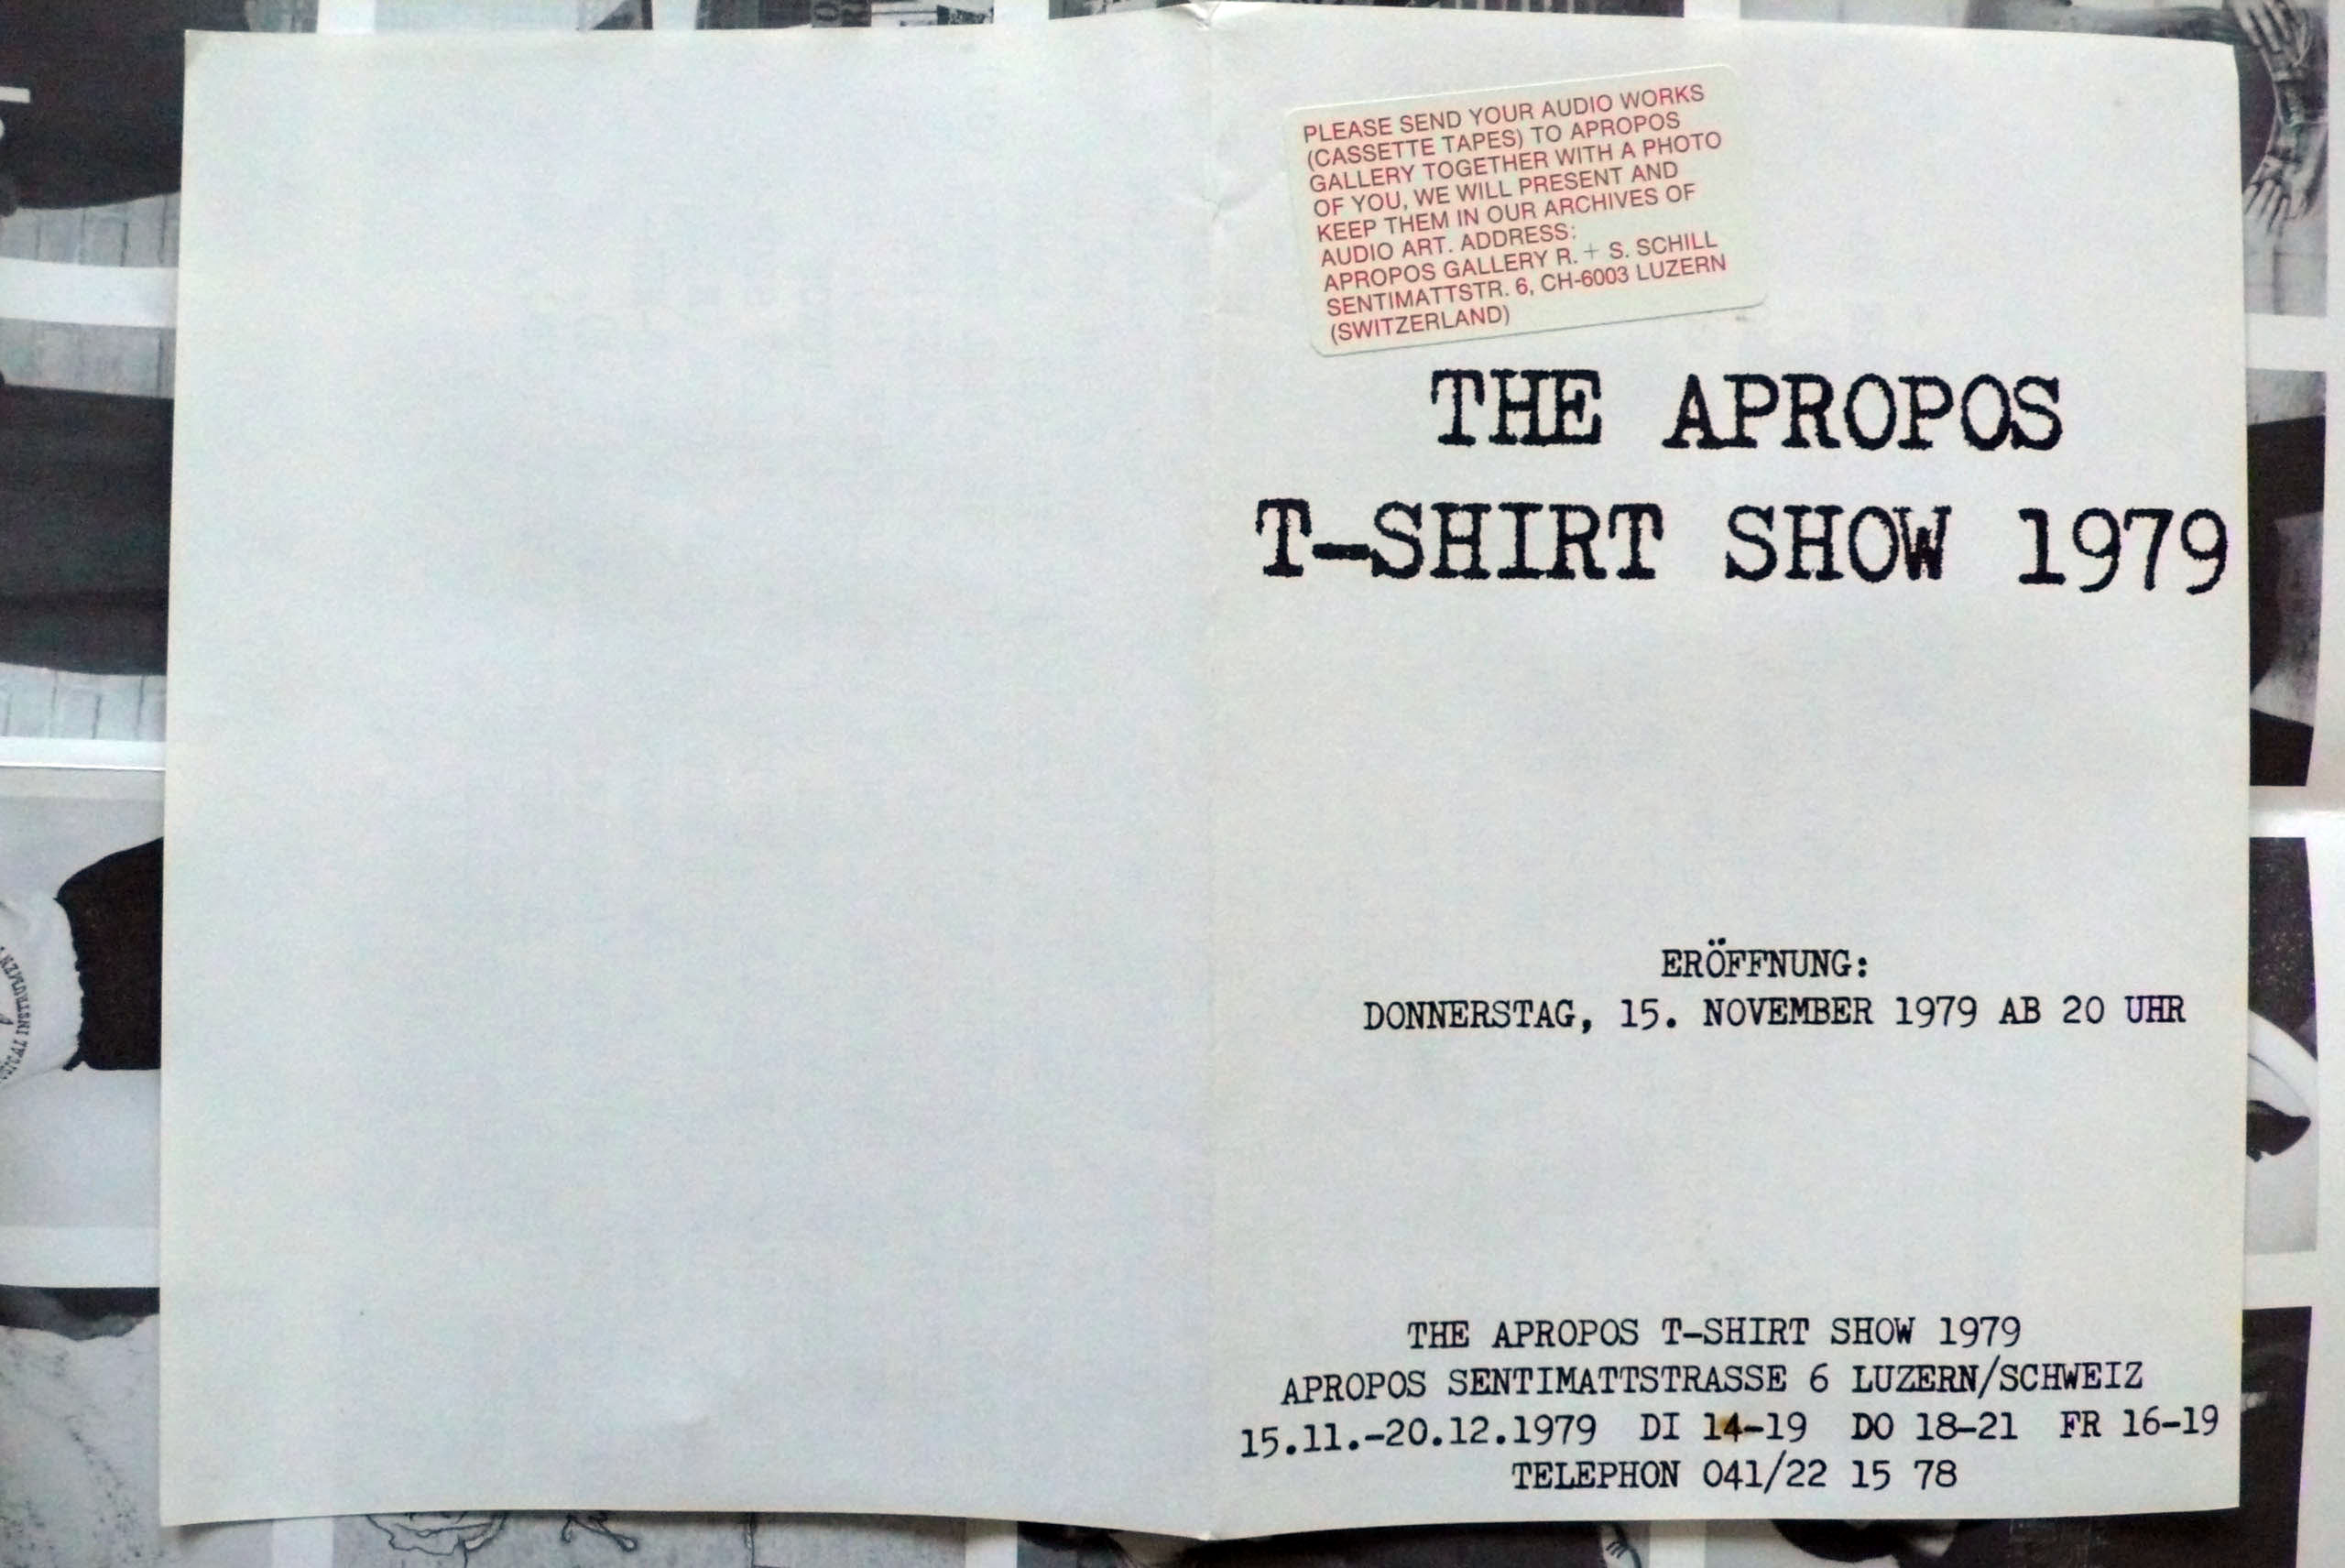 PLEASE SEND YOUR AUDIO WORKS
(CASSETTE TAPES) TO APROPOS
GALLERY TOGETHER WITH A PHOTO
OF YOU, WE WILL PRESENT AND
KEEP THEM IN OUR ARCHIVES OF
AUDIO ART. ADDRESS:
APROPOS GALLERY R. + S. SCHILL
SENTIMATTSTR. 6, CH-6003 LUZERN
(SWITZERLAND)
THE APROPOS
T-SHIRT SHOW 1979
ERÖFFNUNG:
DONNERSTAG, 15. NOVEMBER 1979 AB 20 UHR
THE APROPOS T-SHIRT SHOW 1979
APROPOS SENTIMATTSTRASSE 6 LUZERN/SCHWEIZ
15.11.-20.12.1979 DI 14-19 DO 18-21 FR 16-19
TELEPHON 041/22 15 78